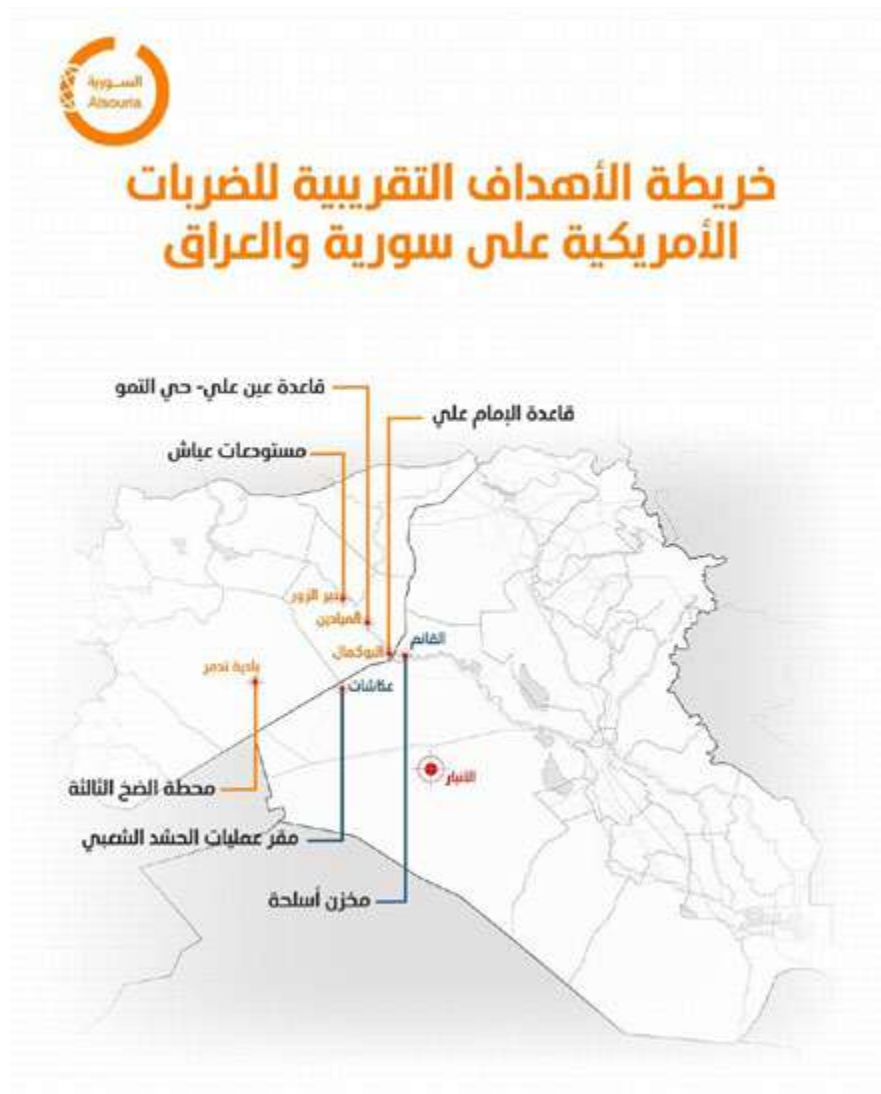 السورية
Alsouria
خريطة الأهداف التقريبية للضربات
الأمريكية على سورية والعراق
قاعدة عين علي- حي التمو
قاعدة الإمام علي
مستودعات عياش
دير الزور
الميادين
القائم
البوكمال
بادية تدمر
عكاشات
الانبار
محطة الضخ الثالثة
مقر عمليات الحشد الشعبي
مخزن أسلحة